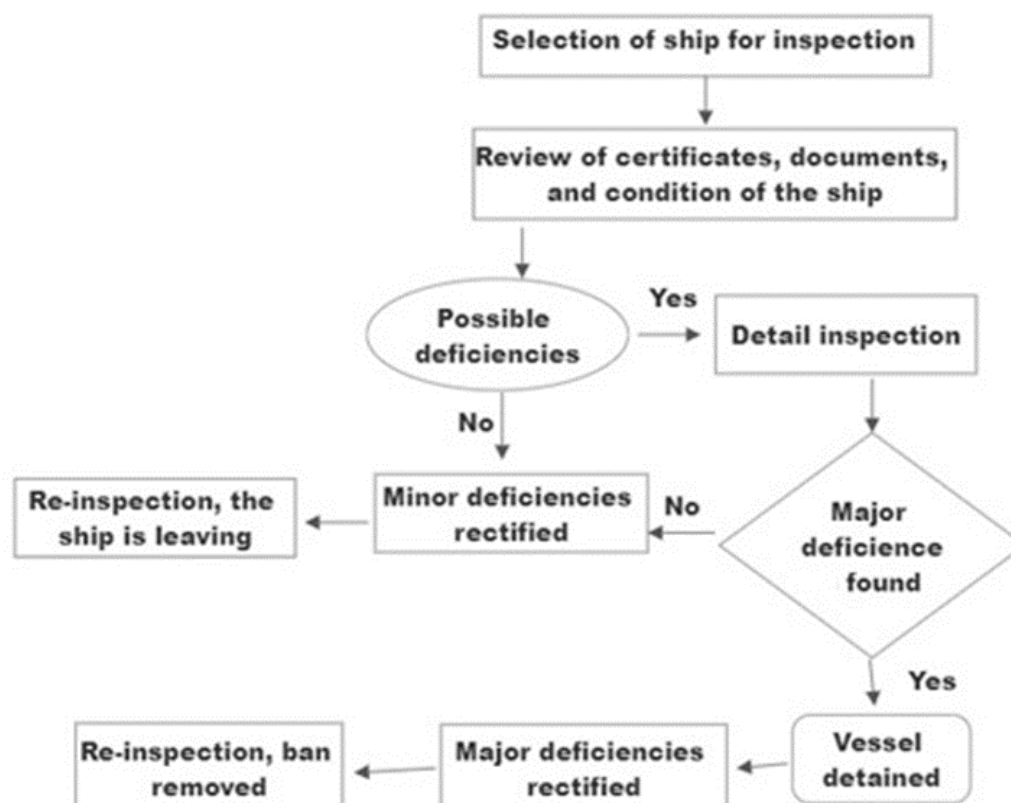 Selection of ship for inspection
Review of certificates, documents,
and condition of the ship
Possible
deficiencies
Yes
Detail inspection
No
Minor deficiencies
rectified
No
Re-inspection, the
ship is leaving
Major
deficience
found
Yes
Vessel
detained
Major deficiencies
rectified
Re-inspection, ban
removed